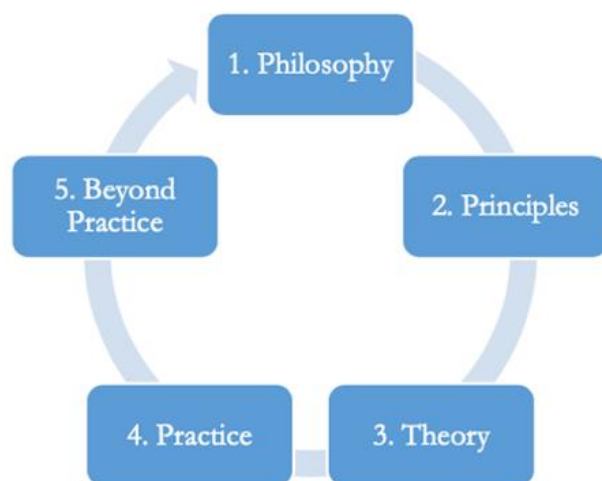 1. Philosophy
2. Principles
3. Theory
4. Practice
5. Beyond
Practice